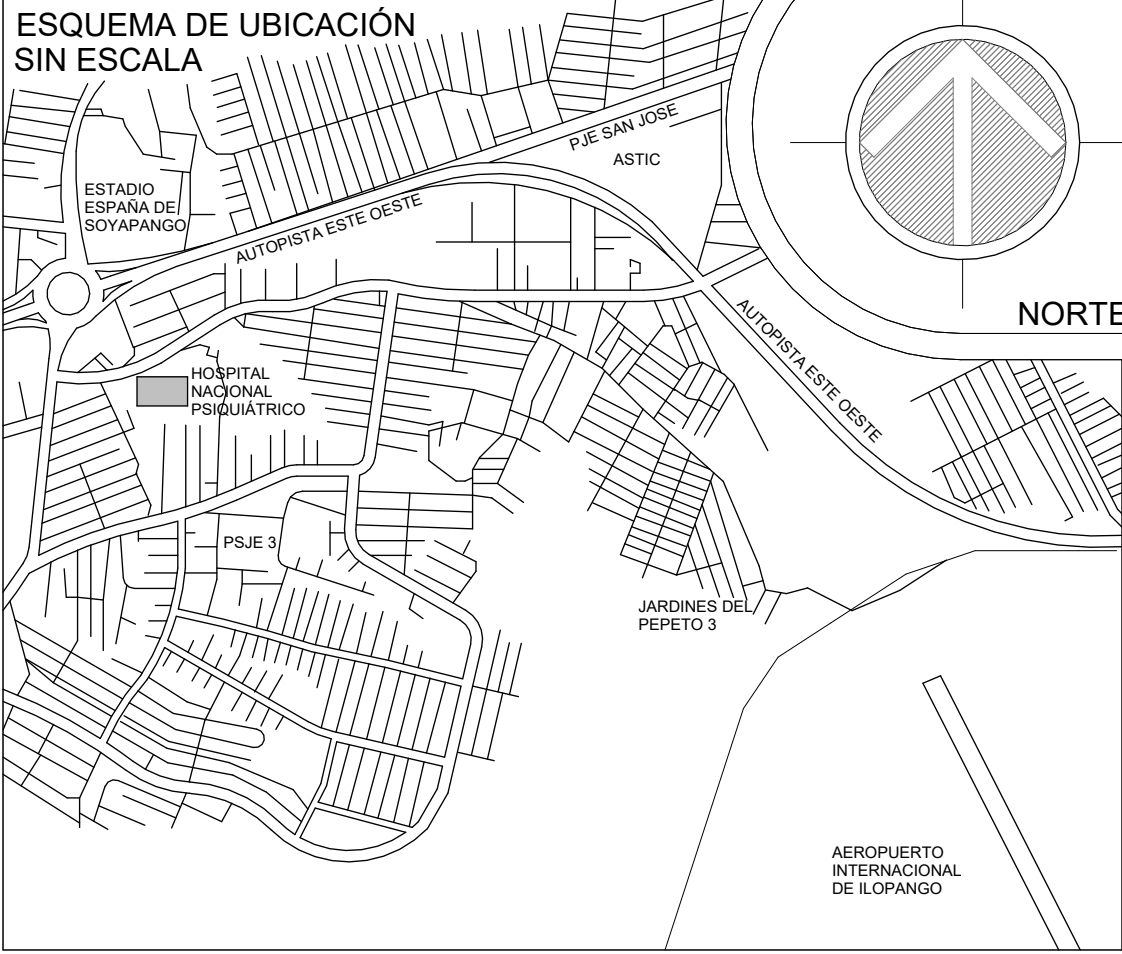 ESQUEMA DE UBICACIÓN
SIN ESCALA
PJE SAN JOSE
ASTIC
ESTADIO
ESPAÑA DE
SOYAPANGO
AUTOPISTA ESTE OESTE
NORTE
AUTOPISTA ESTE OESTE
HOSPITAL
NACIONAL
PSIQUIÁTRICO
PSJE 3
JARDINES DEL
PEPETO 3
AEROPUERTO
INTERNACIONAL
DE ILOPANGO